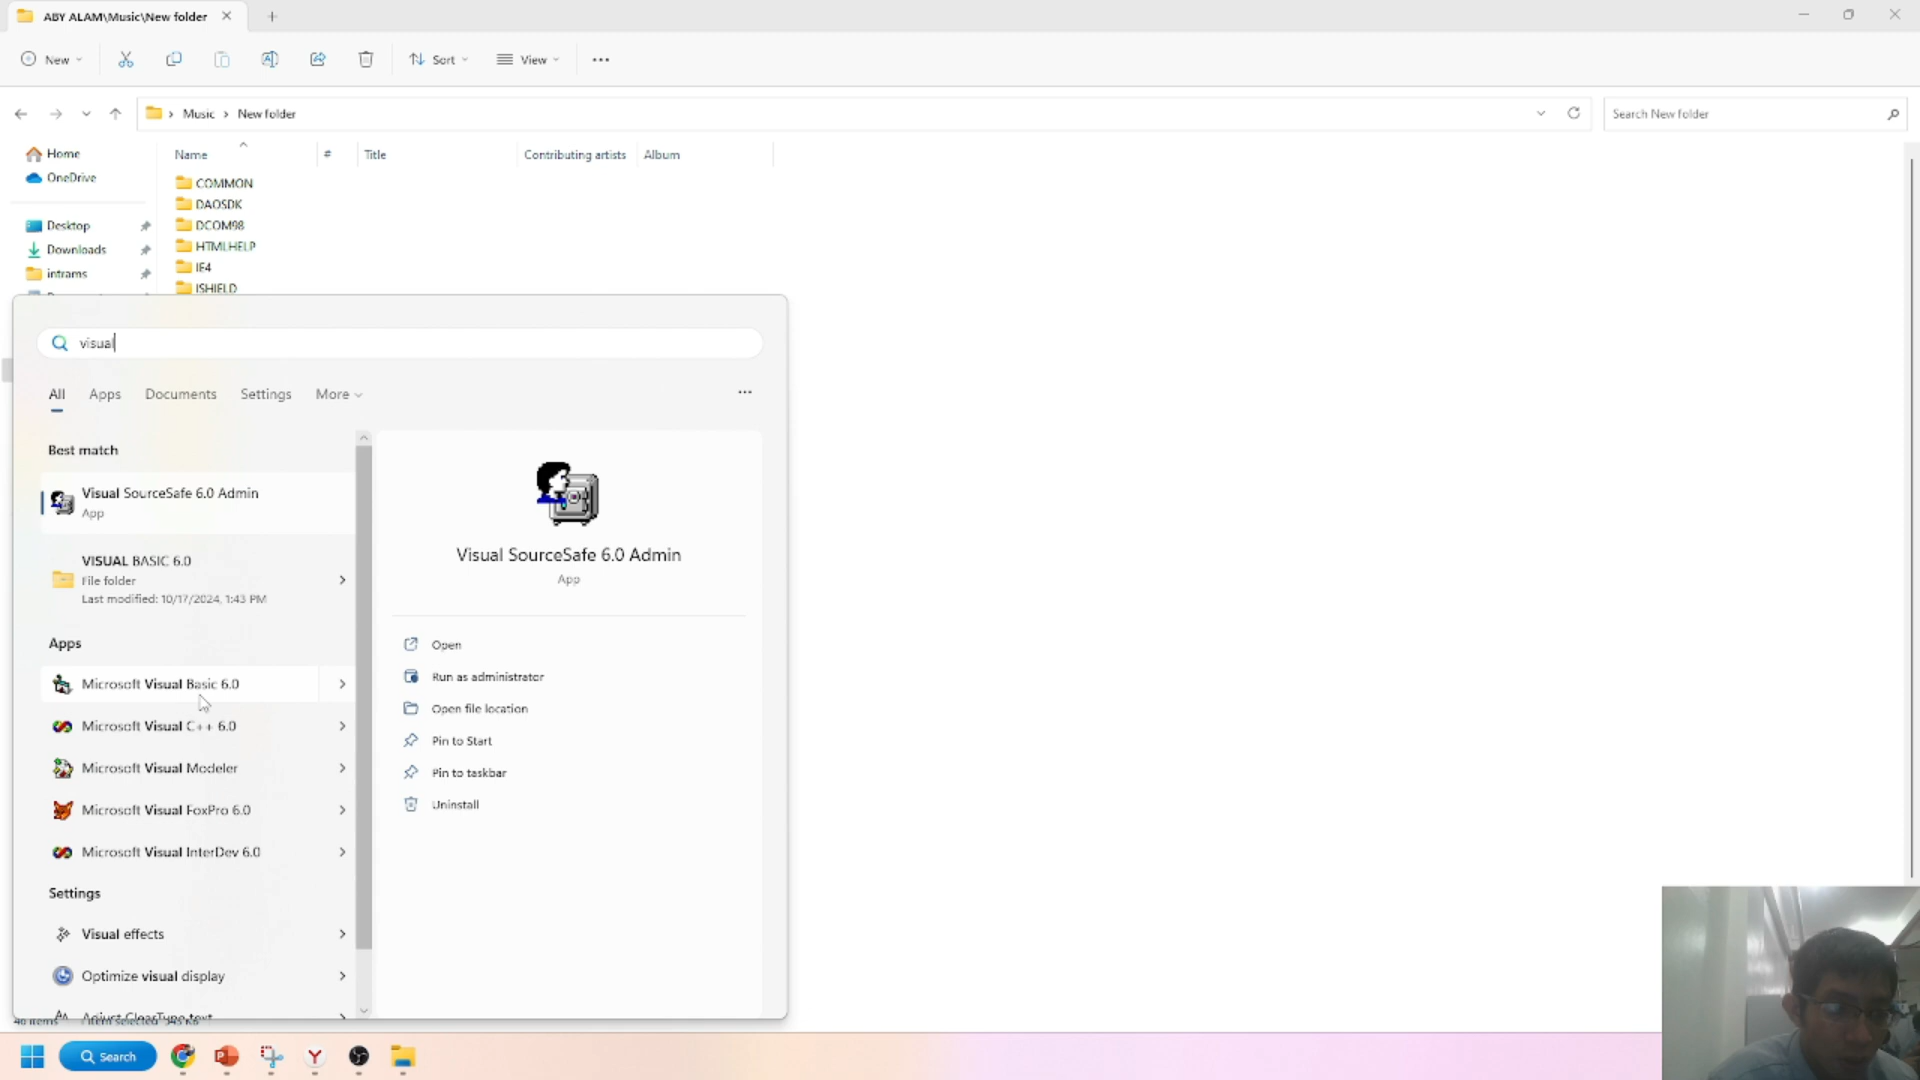 ABY ALAM\Music\New folder
New
Sort
View
Music
New folder
Search New folder
Name
#
Title
Contributing artists
Album
Home
OneDrive
Desktop
Downloads
intrams
COMMON
DAOSDK
DCOM98
HTMLHELP
IE4
ISHIELD
visual
All
Apps
Documents
Settings
More
Best match
Visual SourceSafe 6.0 Admin
App
VISUAL BASIC 6.0
File folder
Last modified: 10/17/2024, 1:43 PM
Apps
Microsoft Visual Basic 6.0
Microsoft Visual C++ 6.0
Microsoft Visual Modeler
Microsoft Visual FoxPro 6.0
Microsoft Visual InterDev 6.0
Settings
Visual effects
Optimize visual display
Adjust ClearType text
Visual SourceSafe 6.0 Admin
App
Open
Run as administrator
Open file location
Pin to Start
Pin to taskbar
Uninstall
Search